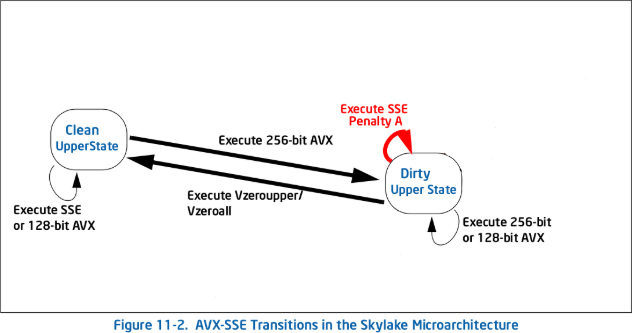 Execute SSE
Penalty A
Clean
UpperState
Execute 256-bit AVX
Dirty
Upper State
Execute Vzeroupper/
Vzeroall
Execute SSE
or 128-bit AVX
Execute 256-bit
or 128-bit AVX
Figure 11-2. AVX-SSE Transitions in the Skylake Microarchitecture